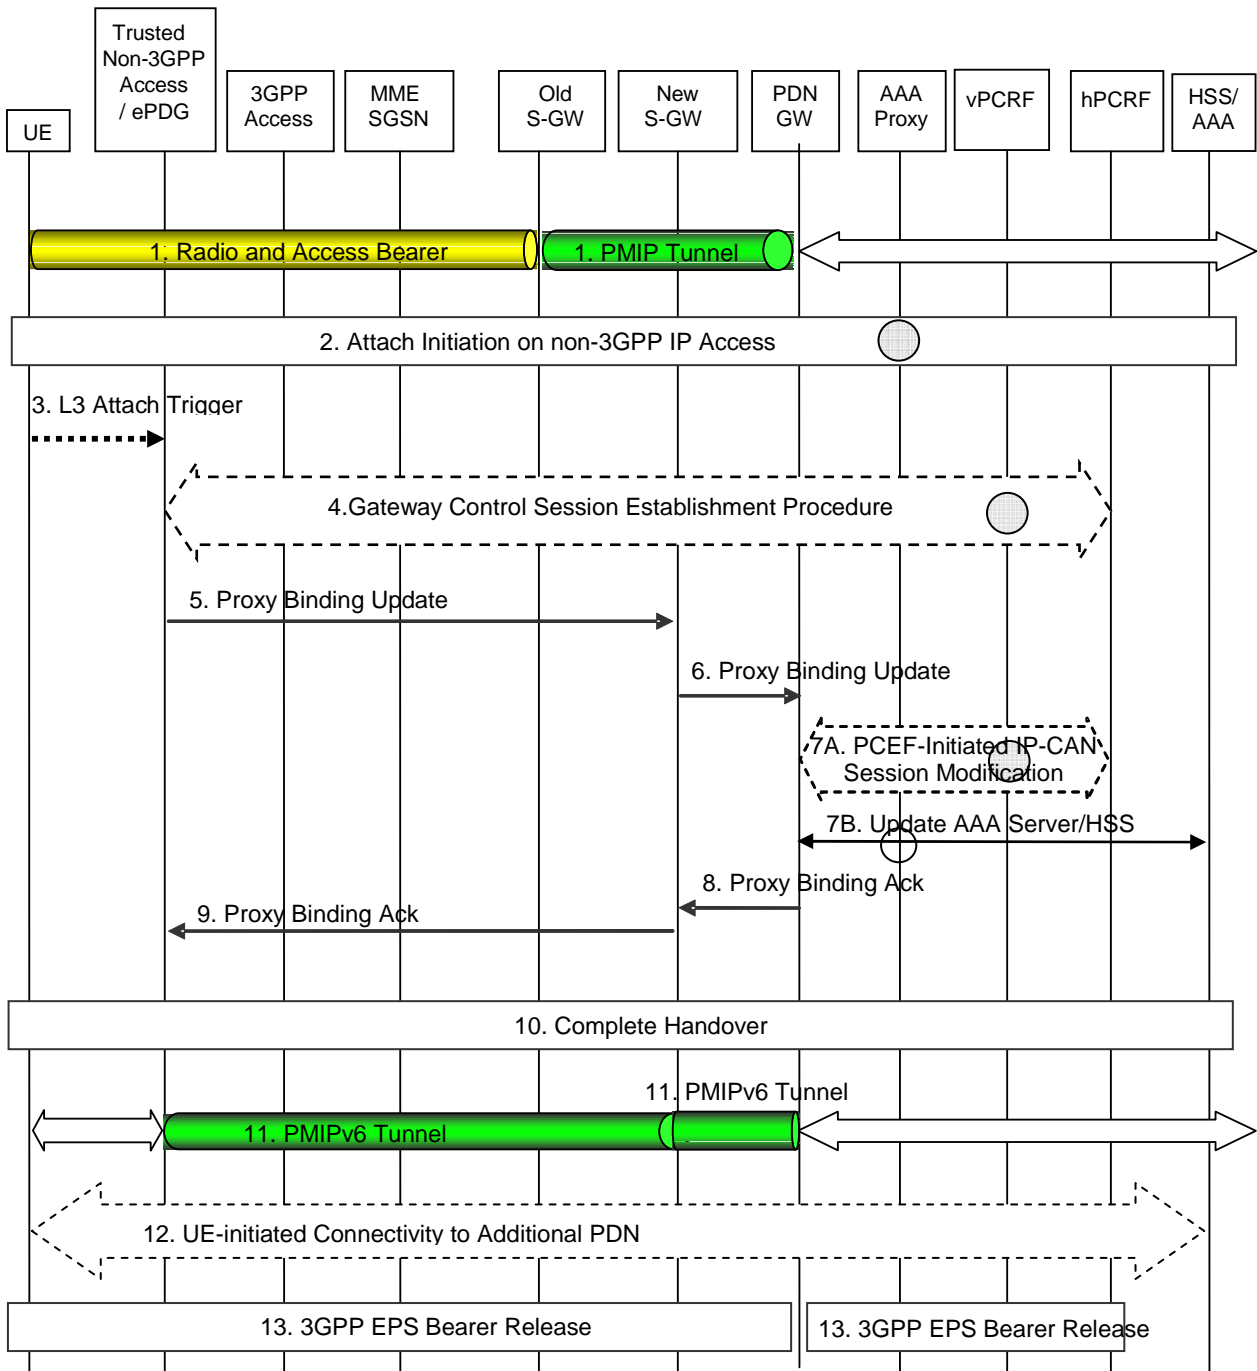 UE
Trusted
Non-3GPP
Access
/ ePDG
3GPP
Access
MME
SGSN
Old
S-GW
New
S-GW
PDN
GW
AAA
Proxy
vPCRF
hPCRF
HSS/
AAA
1. Radio and Access Bearer
1. PMIP Tunnel
2. Attach Initiation on non-3GPP IP Access
3. L3 Attach Trigger
4.Gateway Control Session Establishment Procedure
5. Proxy Binding Update
6. Proxy Binding Update
7A. PCEF-Initiated IP-CAN
Session Modification
7B. Update AAA Server/HSS
8. Proxy Binding Ack
9. Proxy Binding Ack
10. Complete Handover
11. PMIPv6 Tunnel
11. PMIPv6 Tunnel
12. UE-initiated Connectivity to Additional PDN
13. 3GPP EPS Bearer Release
13. 3GPP EPS Bearer Release